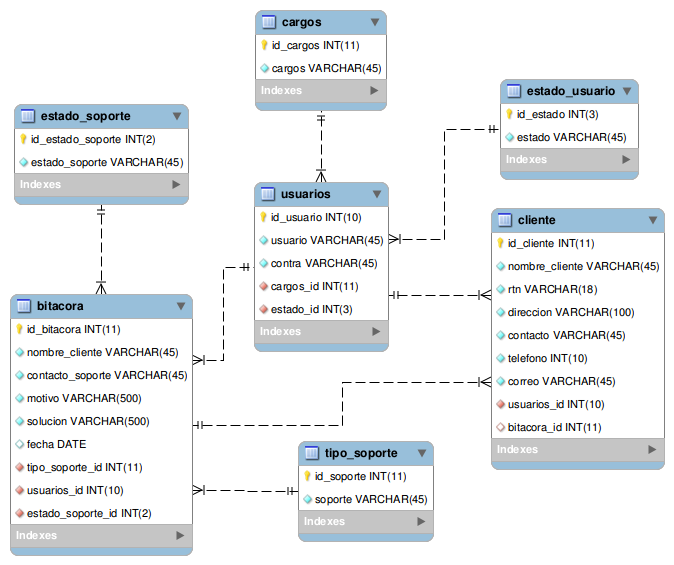 cargos
id_cargos INT(11)
cargos VARCHAR(45)
Indexes
estado_usuario
id_estado INT(3)
estado VARCHAR(45)
Indexes
estado_soporte
id_estado_soporte INT(2)
estado_soporte VARCHAR(45)
Indexes
usuarios
id_usuario INT(10)
usuario VARCHAR(45)
contra VARCHAR(45)
cargos_id INT(11)
estado_id INT(3)
Indexes
cliente
id_cliente INT(11)
nombre_cliente VARCHAR(45)
rtn VARCHAR(18)
direccion VARCHAR(100)
contacto VARCHAR(45)
telefono INT(10)
correo VARCHAR(45)
usuarios_id INT(10)
bitacora_id INT(11)
Indexes
bitacora
id_bitacora INT(11)
nombre_cliente VARCHAR(45)
contacto_soporte VARCHAR(45)
motivo VARCHAR(500)
solucion VARCHAR(500)
fecha DATE
tipo_soporte_id INT(11)
usuarios_id INT(10)
estado_soporte_id INT(2)
Indexes
tipo_soporte
id_soporte INT(11)
soporte VARCHAR(45)
Indexes